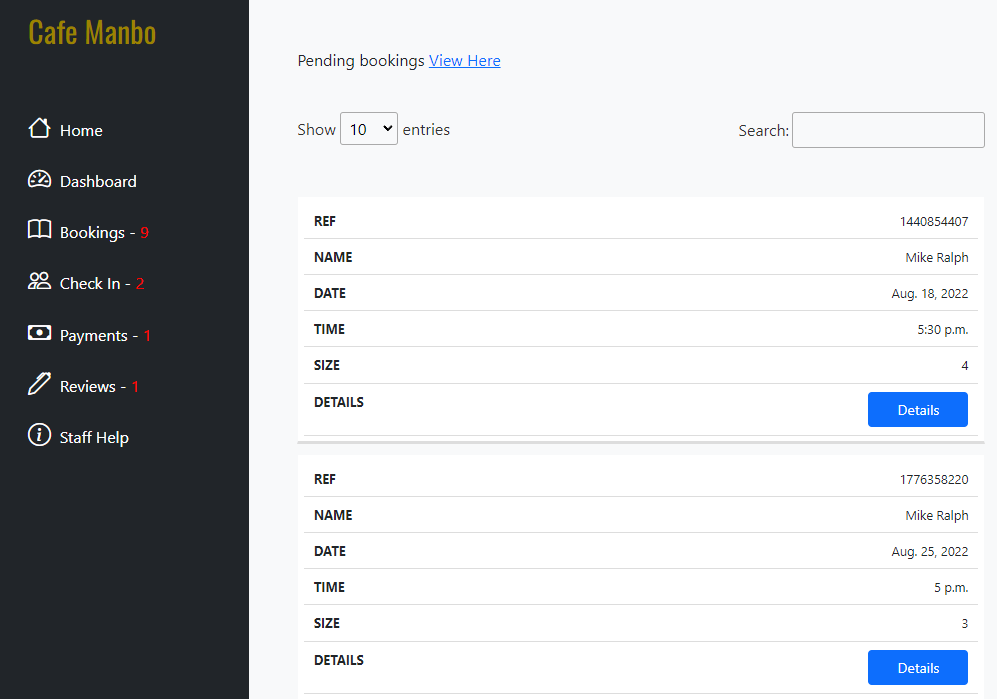 Cafe Manbo
Home
Dashboard
Bookings - 9
Check In - 2
Payments - 1
Reviews - 1
Staff Help
Pending bookings View Here
Show 10 entries
Search:
REF 1440854407
NAME Mike Ralph
DATE Aug. 18, 2022
TIME 5:30 p.m.
SIZE 4
DETAILS Details
REF 1776358220
NAME Mike Ralph
DATE Aug. 25, 2022
TIME 5 p.m.
SIZE 3
DETAILS Details